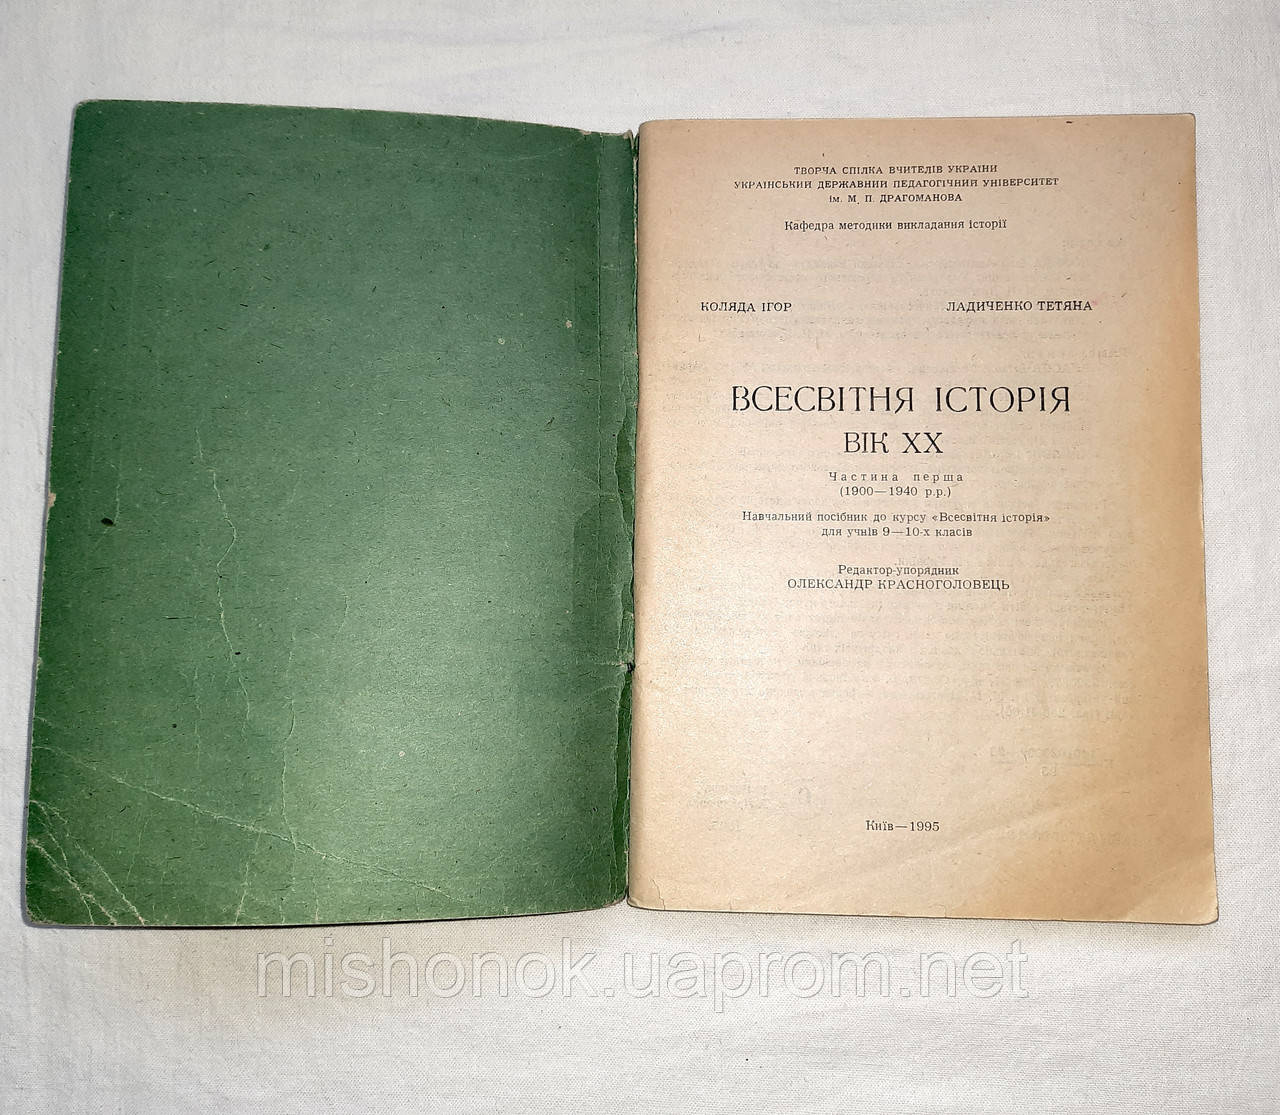 ТВОРЧА СПІЛКА ВЧИТЕЛІВ УКРАЇНИ
УКРАЇНСЬКИЙ ДЕРЖАВНИЙ ПЕДАГОГІЧНИЙ УНІВЕРСИТЕТ
ім. М. П. ДРАГОМАНОВА
Кафедра методики викладання історії
КОЛЯДА ІГОР ЛАДИЧЕНКО ТЕТЯНА
ВСЕСВІТНЯ ІСТОРІЯ
ВІК ХХ
Частина перша
(1900—1940 р.р.)
Навчальний посібник до курсу «Всесвітня історія»
для учнів 9—10-х класів
Редактор-упорядник
ОЛЕКСАНДР КРАСНОГОЛОВЕЦЬ
Київ—1995
mishonok.uaprom.net